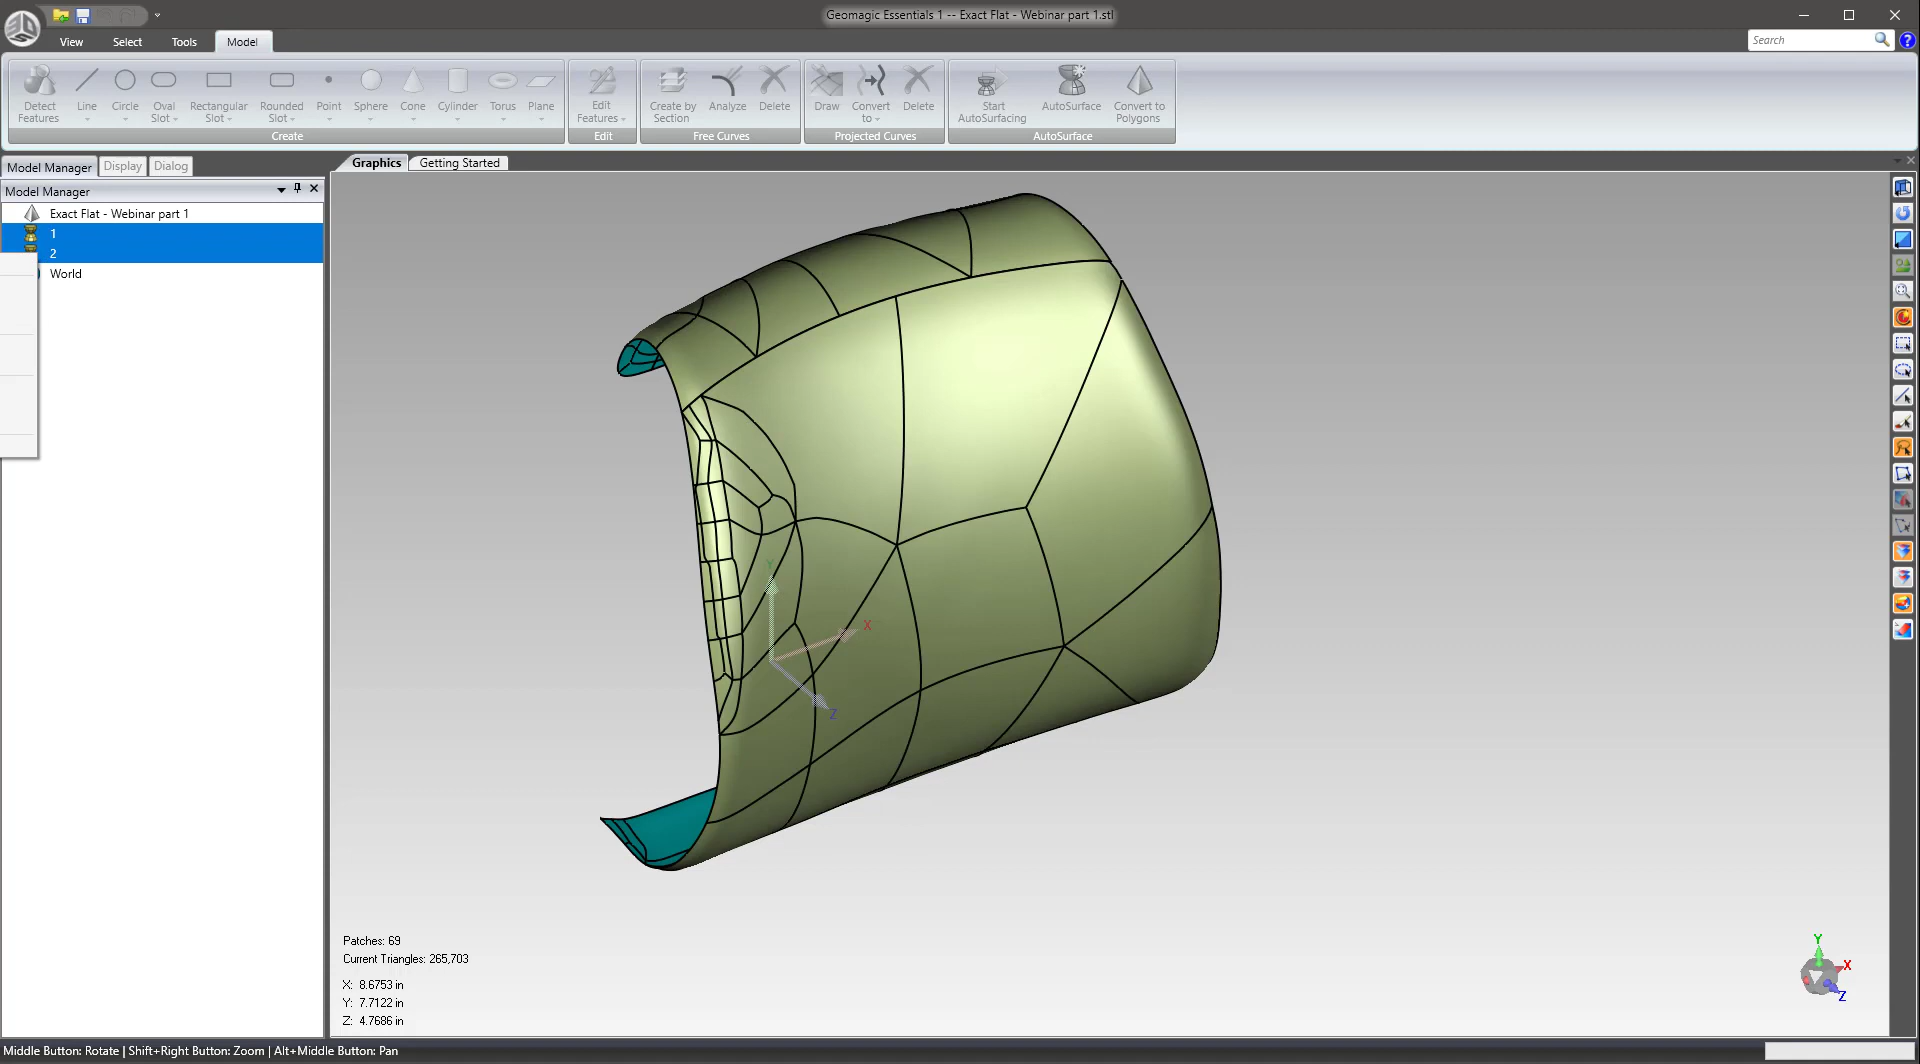 Geomagic Essentials 1 -- Exact Flat - Webinar part 1.stl
View Select Tools Model
Search
Detect Features
Line
Circle
Oval Slot
Rectangular Slot
Rounded Slot
Point
Sphere
Cone
Cylinder
Torus
Plane
Create
Edit Features
Edit
Create by Section
Analyze
Delete
Free Curves
Draw
Convert to
Delete
Projected Curves
Start AutoSurfacing
AutoSurface
Convert to Polygons
AutoSurface
Model Manager Display Dialog
Graphics Getting Started
Model Manager
Exact Flat - Webinar part 1
1
2
World
Y
X
Z
Patches: 69
Current Triangles: 265,703
X: 8.6753 in
Y: 7.7122 in
Z: 4.7686 in
Y
X
Z
Middle Button: Rotate | Shift+Right Button: Zoom | Alt+Middle Button: Pan